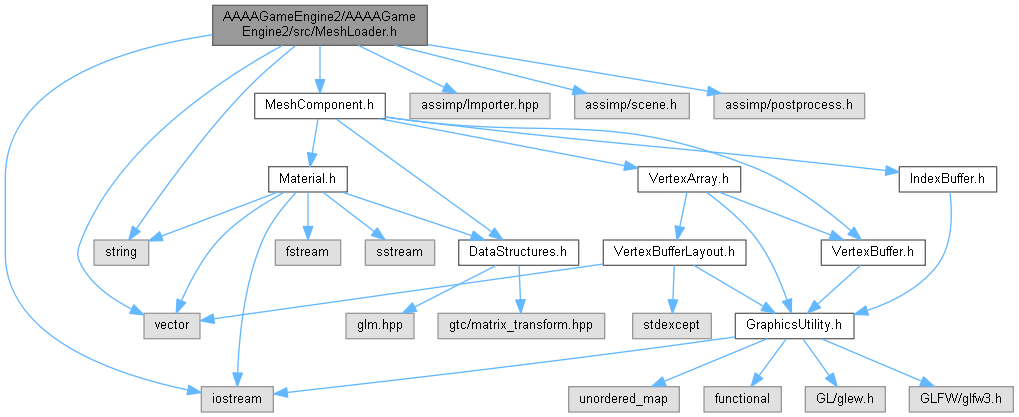 AAAAGameEngine2/AAAAGame
Engine2/src/MeshLoader.h
MeshComponent.h
assimp/Importer.hpp
assimp/scene.h
assimp/postprocess.h
Material.h
VertexArray.h
IndexBuffer.h
string
fstream
sstream
DataStructures.h
VertexBufferLayout.h
VertexBuffer.h
vector
glm.hpp
gtc/matrix_transform.hpp
stdexcept
GraphicsUtility.h
iostream
unordered_map
functional
GL/glew.h
GLFW/glfw3.h